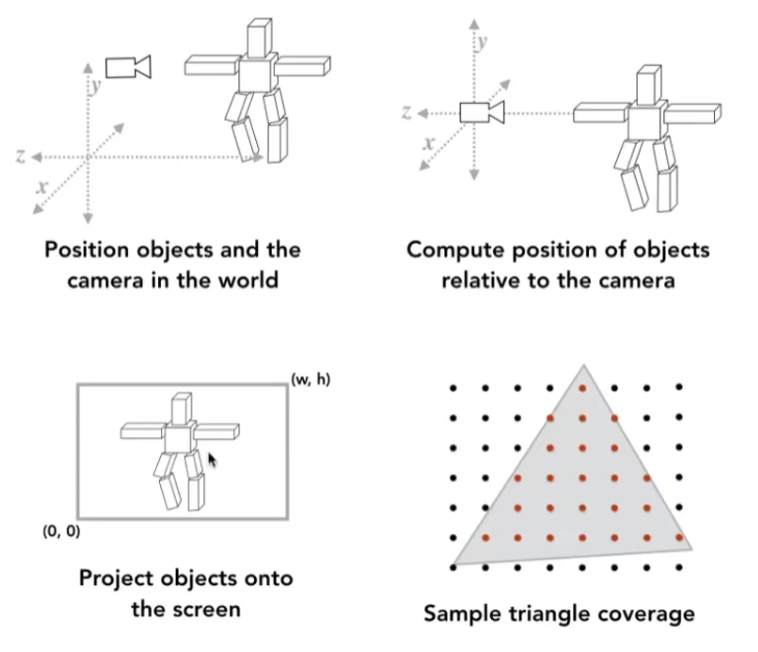 y
z
x
Position objects and the
camera in the world
y
z
x
Compute position of objects
relative to the camera
(w, h)
(0, 0)
Project objects onto
the screen
Sample triangle coverage